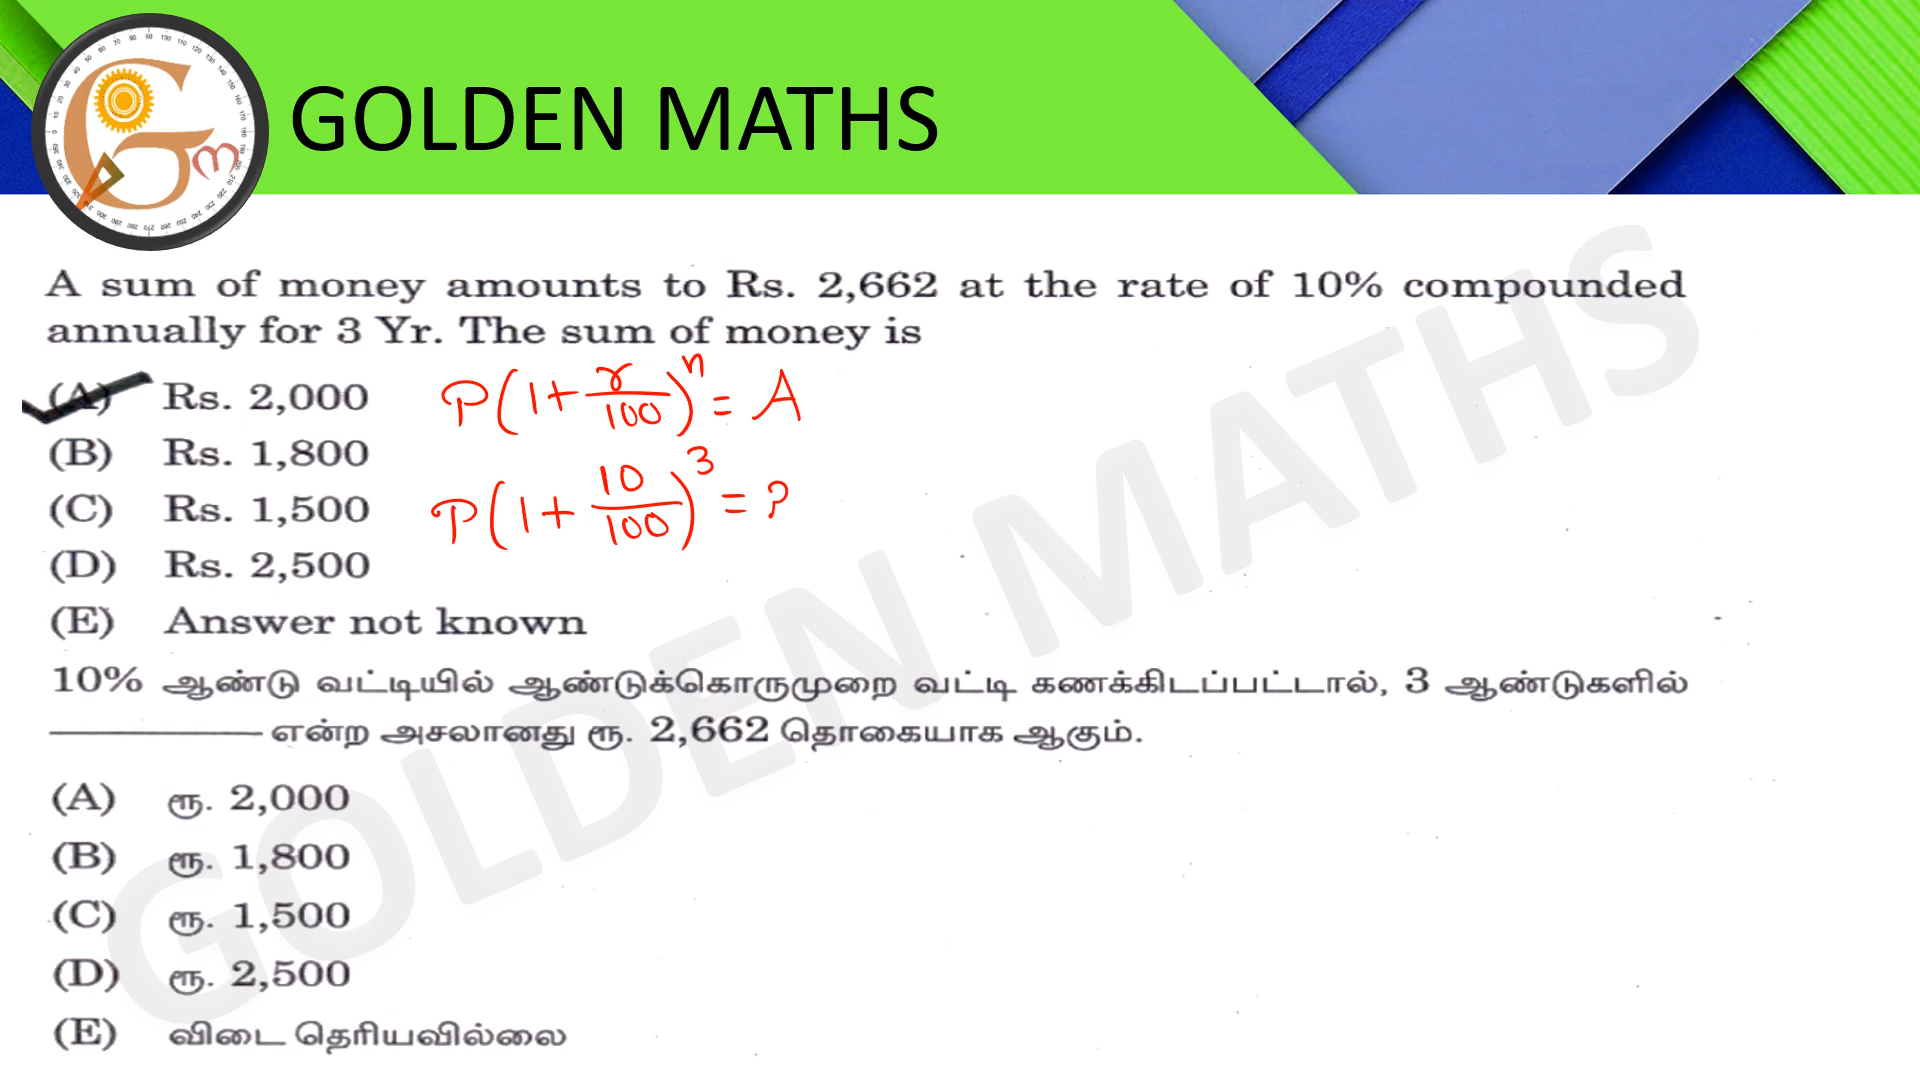 GOLDEN MATHS
A sum of money amounts to Rs. 2,662 at the rate of 10% compounded
annually for 3 Yr. The sum of money is
(A) Rs. 2,000
P(1+r/100)^n = A
(B) Rs. 1,800
(C) Rs. 1,500
P(1+10/100)^3 = ?
(D) Rs. 2,500
(E) Answer not known
10% ஆண்டு வட்டியில் ஆண்டுக்கொருமுறை வட்டி கணக்கிடப்பட்டால், 3 ஆண்டுகளில்
———— என்ற அசலானது ரூ. 2,662 தொகையாக ஆகும்.
(A) ரூ. 2,000
(B) ரூ. 1,800
(C) ரூ. 1,500
(D) ரூ. 2,500
(E) விடை தெரியவில்லை
GOLDEN MATHS